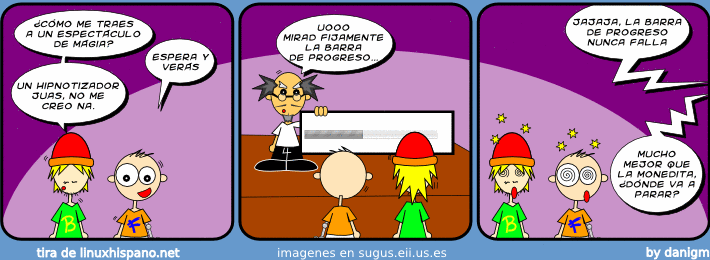 ¿CÓMO ME TRAES
A UN ESPECTÁCULO
DE MÁGIA?
ESPERA Y
VERÁS
UN HIPNOTIZADOR
JUAS, NO ME
CREO NA.
B
K
UOOO
MIRAD FIJAMENTE
LA BARRA
DE PROGRESO...
JAJAJA, LA BARRA
DE PROGRESO
NUNCA FALLA
MUCHO
MEJOR QUE
LA MONEDITA,
¿DÓNDE VA A
PARAR?
B
K
tira de linuxhispano.net
imagenes en sugus.eii.us.es
by danigm